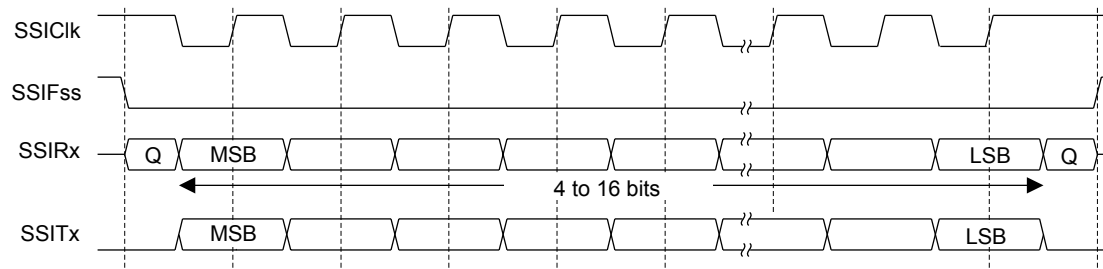 SSIClk
SSIFss
SSIRx Q MSB LSB Q
4 to 16 bits
SSITx MSB LSB